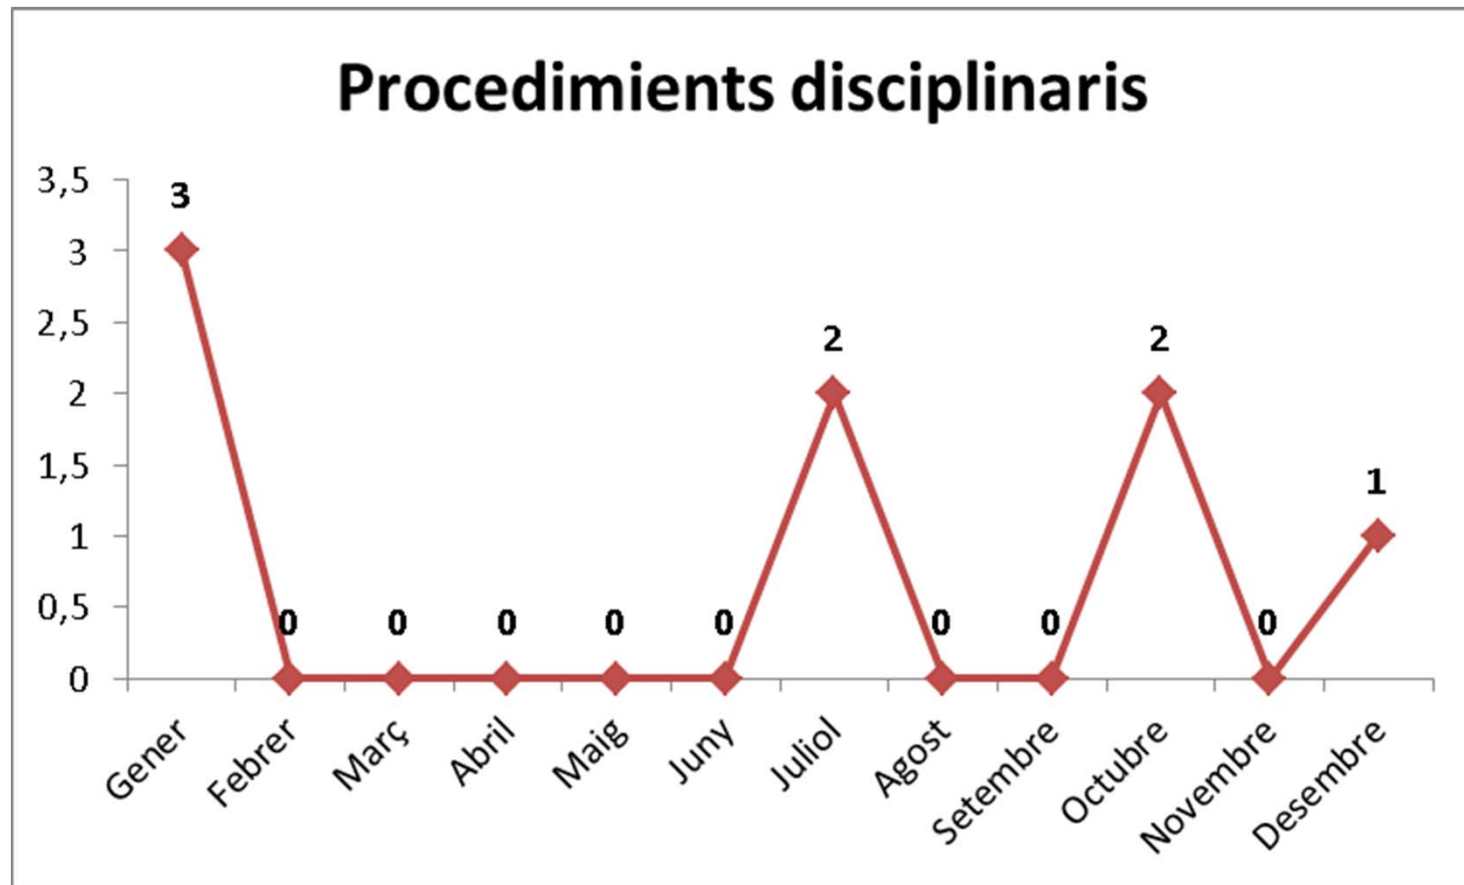 Procedimients disciplinaris
3,5
3
2,5
2
1,5
1
0,5
0
3
0
0
0
0
0
2
0
0
2
0
1
Gener
Febrer
Març
Abril
Maig
Juny
Juliol
Agost
Setembre
Octubre
Novembre
Desembre